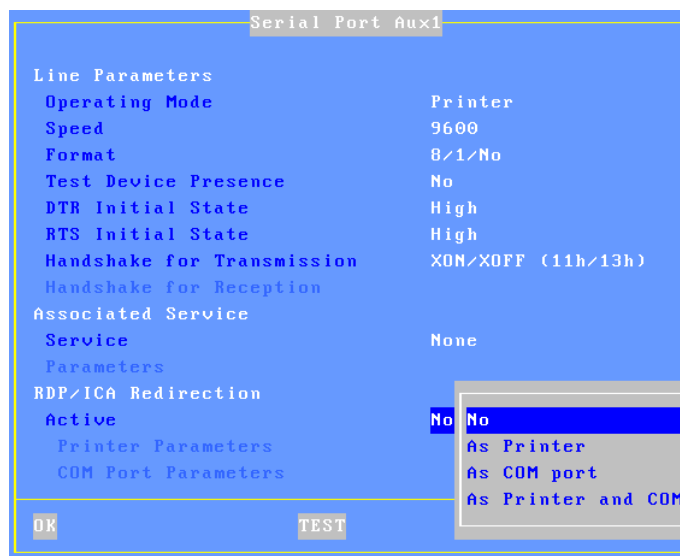 Serial Port Aux1
Line Parameters
Operating Mode Printer
Speed 9600
Format 8/1/No
Test Device Presence No
DTR Initial State High
RTS Initial State High
Handshake for Transmission XON/XOFF (11h/13h)
Handshake for Reception
Associated Service
Service None
Parameters
RDP/ICA Redirection
Active No No
Printer Parameters As Printer
COM Port Parameters As COM port
As Printer and COM
OK TEST